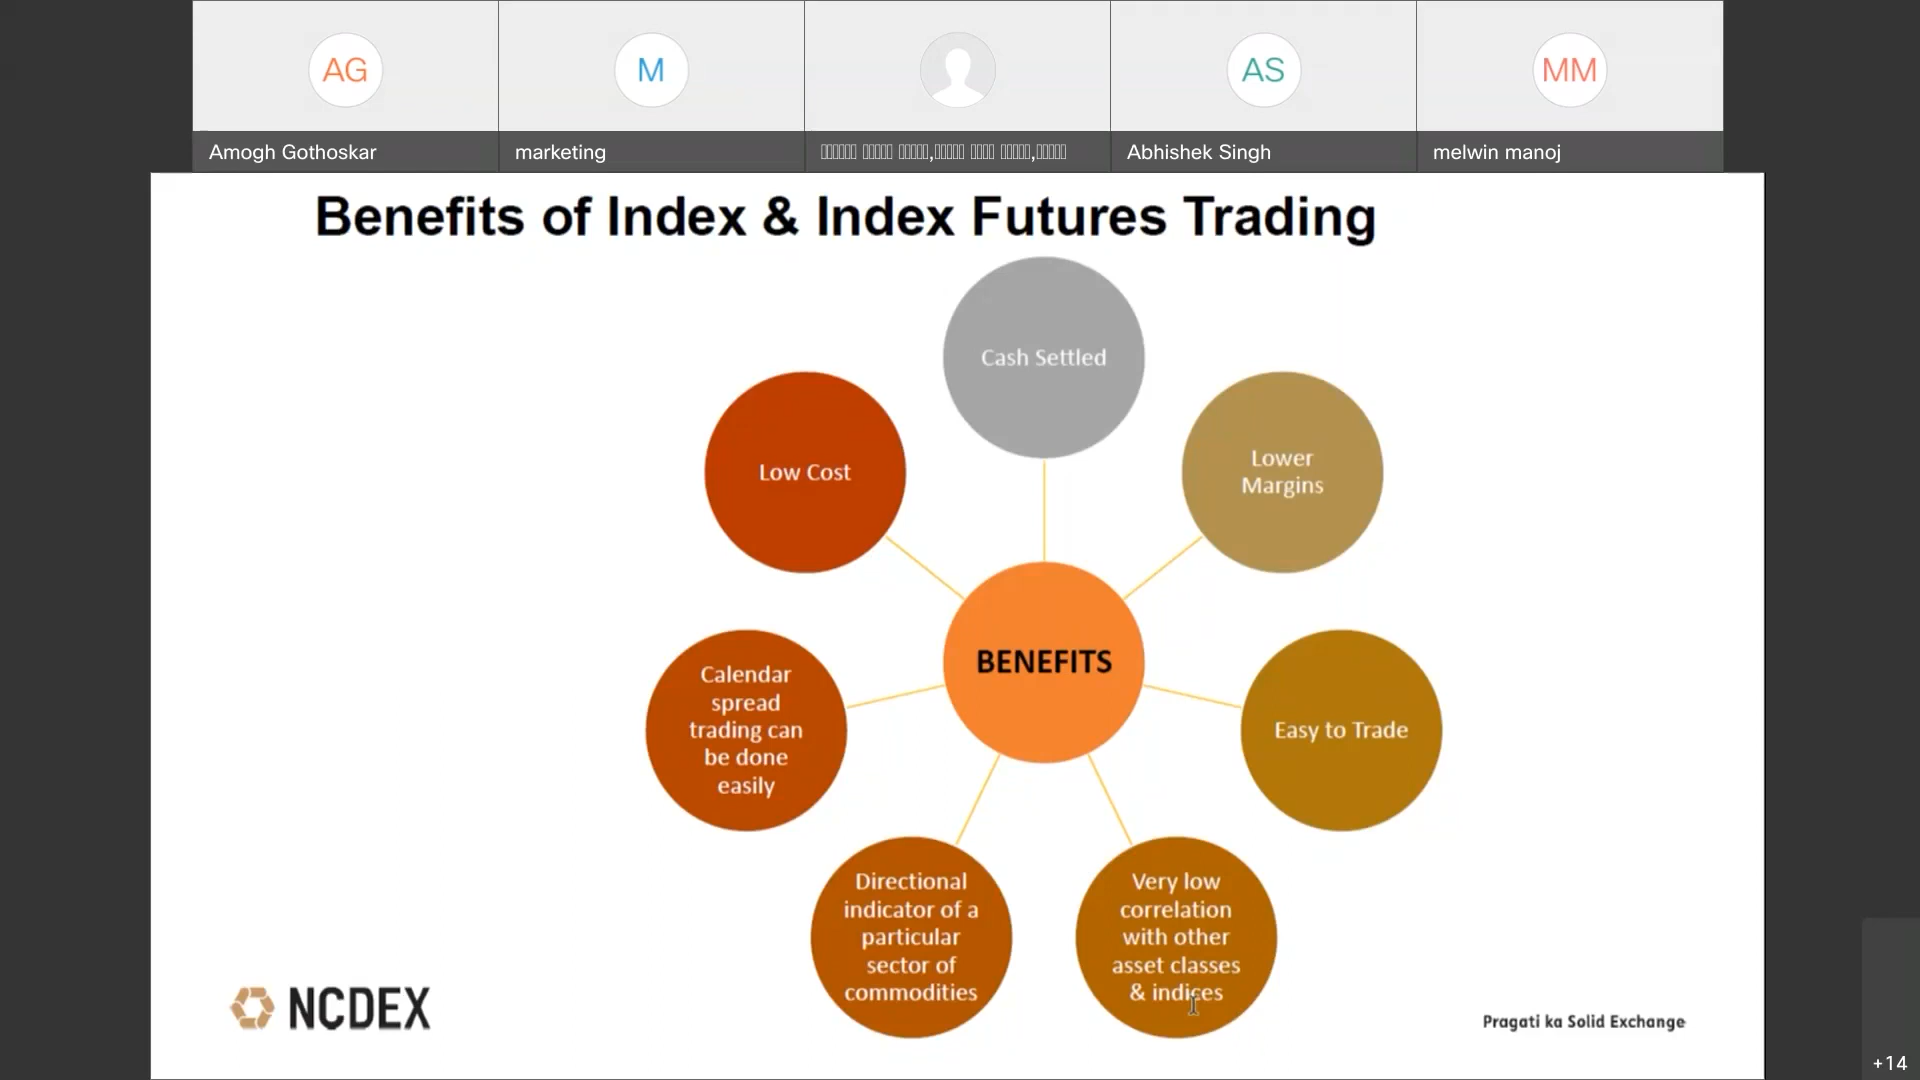 AG
M
AS
MM
Amogh Gothoskar
marketing
Abhishek Singh
melwin manoj
Benefits of Index & Index Futures Trading
Cash Settled
Low Cost
Lower
Margins
BENEFITS
Calendar
spread
trading can
be done
easily
Easy to Trade
Directional
indicator of a
particular
sector of
commodities
Very low
correlation
with other
asset classes
& indices
NCDEX
Pragati ka Solid Exchange
+14